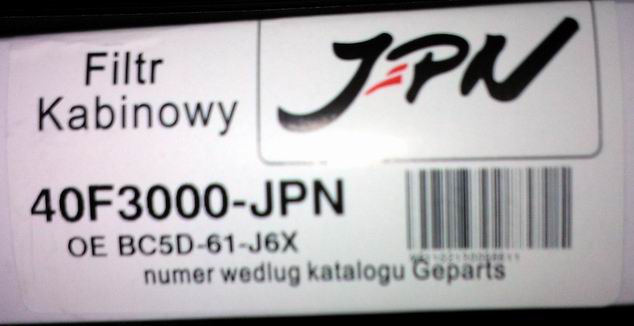 Filtr
Kabinowy
JPN
40F3000-JPN
OE BC5D-61-J6X
numer wedlug katalogu Geparts